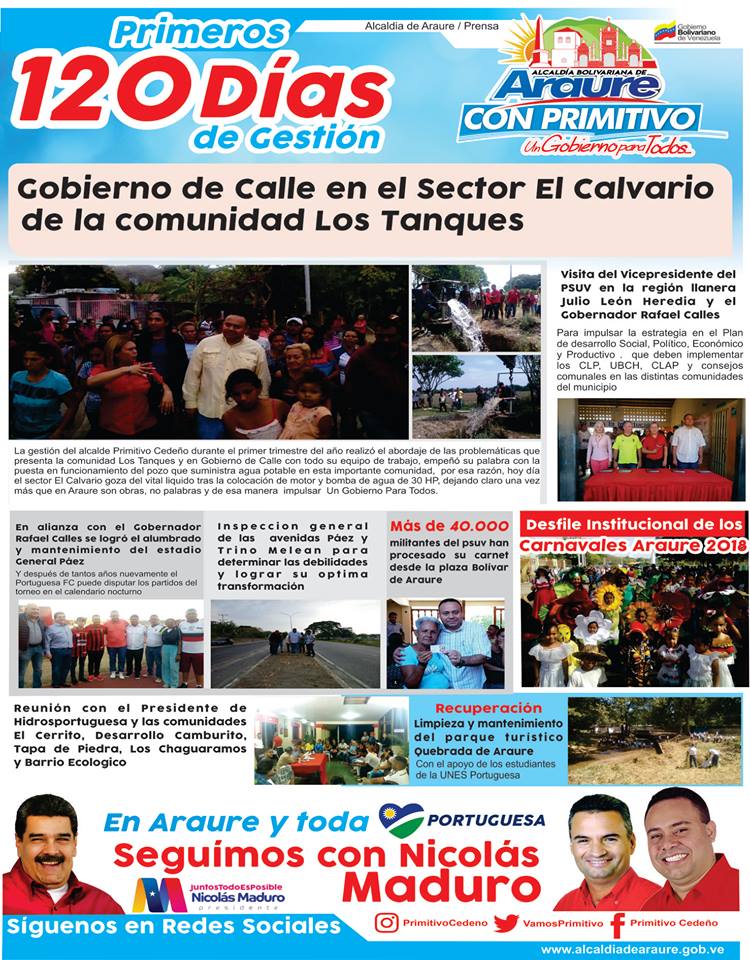 Primeros
120 Días
de Gestión
Alcaldia de Araure / Prensa
Gobierno
Bolivariano
de Venezuela
ALCALDÍA BOLIVARIANA DE
Araure
CON PRIMITIVO
Un Gobierno para Todos...
Gobierno de Calle en el Sector El Calvario
de la comunidad Los Tanques
La gestión del alcalde Primitivo Cedeño durante el primer trimestre del año realizó el abordaje de las problemáticas que
presenta la comunidad Los Tanques y en Gobierno de Calle con todo su equipo de trabajo, empeñó su palabra con la
puesta en funcionamiento del pozo que suministra agua potable en esta importante comunidad, por esa razón, hoy día
el sector El Calvario goza del vital liquido tras la colocación de motor y bomba de agua de 30 HP, dejando claro una vez
más que en Araure son obras, no palabras y de esa manera impulsar Un Gobierno Para Todos.
Visita del Vicepresidente del
PSUV en la región llanera
Julio León Heredia y el
Gobernador Rafael Calles
Para impulsar la estrategia en el Plan
de desarrollo Social, Político, Económico
y Productivo . que deben implementar
los CLP, UBCH, CLAP y consejos
comunales en las distintas comunidades
del municipio
En alianza con el Gobernador
Rafael Calles se logró el alumbrado
y mantenimiento del estadio
General Páez
Y después de tantos años nuevamente el
Portuguesa FC puede disputar los partidos del
torneo en el calendario nocturno
Inspeccion general
de las avenidas Páez y
Trino Melean para
determinar las debilidades
y lograr su optima
transformación
Más de 40.000
militantes del psuv han
procesado su carnet
desde la plaza Bolívar
de Araure
Desfile Institucional de los
Carnavales Araure 2018
Reunión con el Presidente de
Hidrosportuguesa y las comunidades
El Cerrito, Desarrollo Camburito,
Tapa de Piedra, Los Chaguaramos
y Barrio Ecologico
Recuperación
Limpieza y mantenimiento
del parque turístico
Quebrada de Araure
Con el apoyo de los estudiantes
de la UNES Portuguesa
En Araure y toda PORTUGUESA
Seguímos con Nicolás
Maduro
JuntosTodoEsPosible
Nicolás Maduro
presidente
Síguenos en Redes Sociales
PrimitivoCedeno
VamosPrimitivo
Primitivo Cedeño
www.alcaldiadearaure.gob.ve